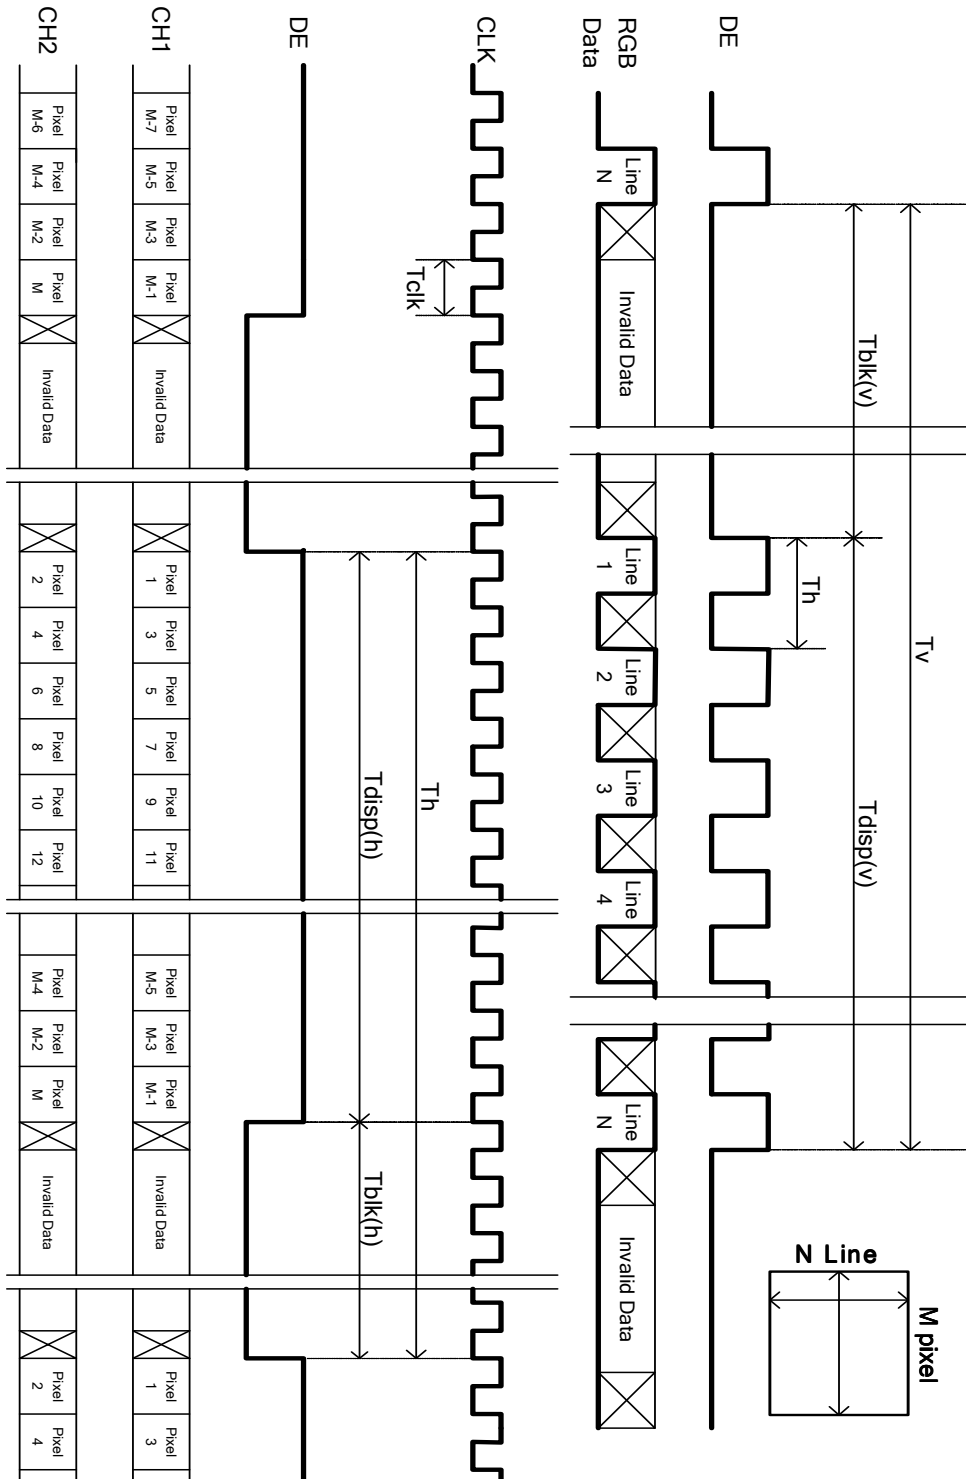 Tv
Tblk(v)
Tdisp(v)
Th
DE
RGB
Data
Line
N
Invalid Data
Line
1
Line
2
Line
3
Line
4
Line
N
Invalid Data
N Line
M pixel
CLK
Tclk
Th
Tdisp(h)
Tblk(h)
DE
CH1
Pixel
M-7
Pixel
M-5
Pixel
M-3
Pixel
M-1
Invalid Data
Pixel
1
Pixel
3
Pixel
5
Pixel
7
Pixel
9
Pixel
11
Pixel
M-5
Pixel
M-3
Pixel
M-1
Invalid Data
Pixel
1
Pixel
3
CH2
Pixel
M-6
Pixel
M-4
Pixel
M-2
Pixel
M
Invalid Data
Pixel
2
Pixel
4
Pixel
6
Pixel
8
Pixel
10
Pixel
12
Pixel
M-4
Pixel
M-2
Pixel
M
Invalid Data
Pixel
2
Pixel
4